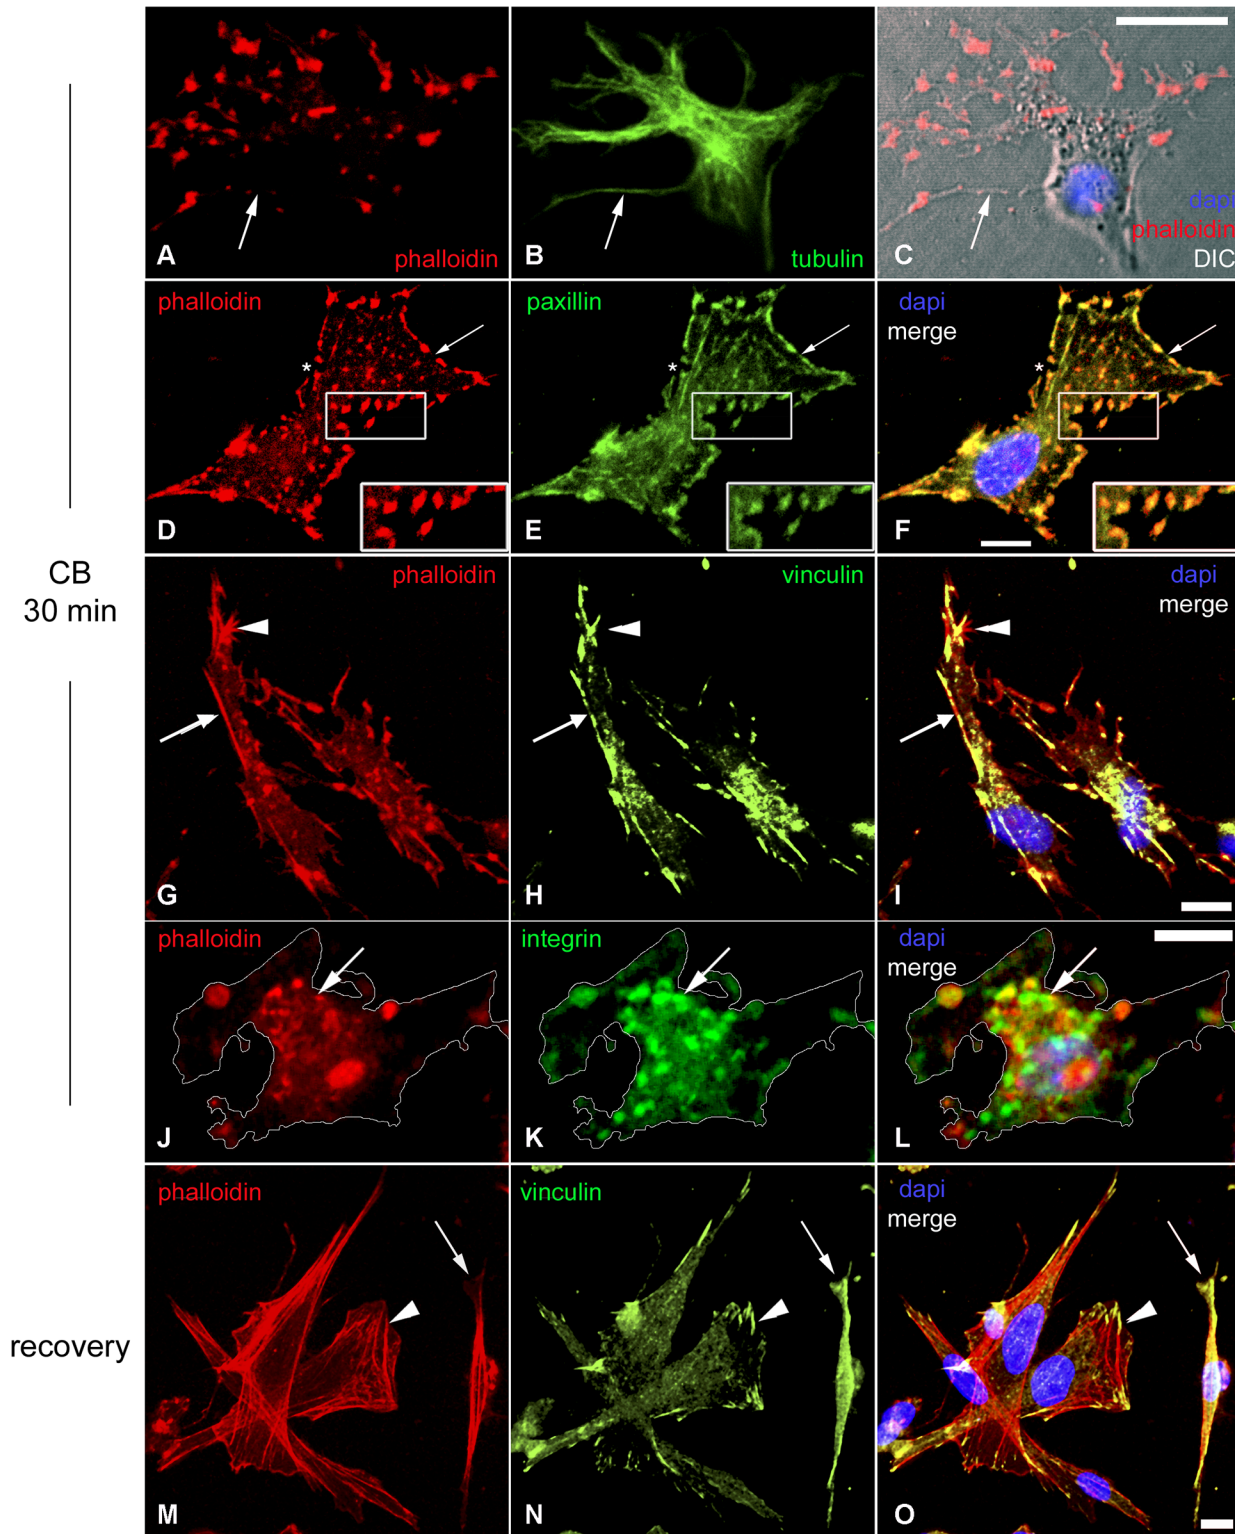 A
phalloidin
B
tubulin
C
dapi
phalloidin
DIC
phalloidin
*
D
paxillin
*
E
dapi
merge
*
F
CB
30 min
phalloidin
G
vinculin
H
dapi
merge
I
phalloidin
J
integrin
K
dapi
merge
L
recovery
phalloidin
M
vinculin
N
dapi
merge
O